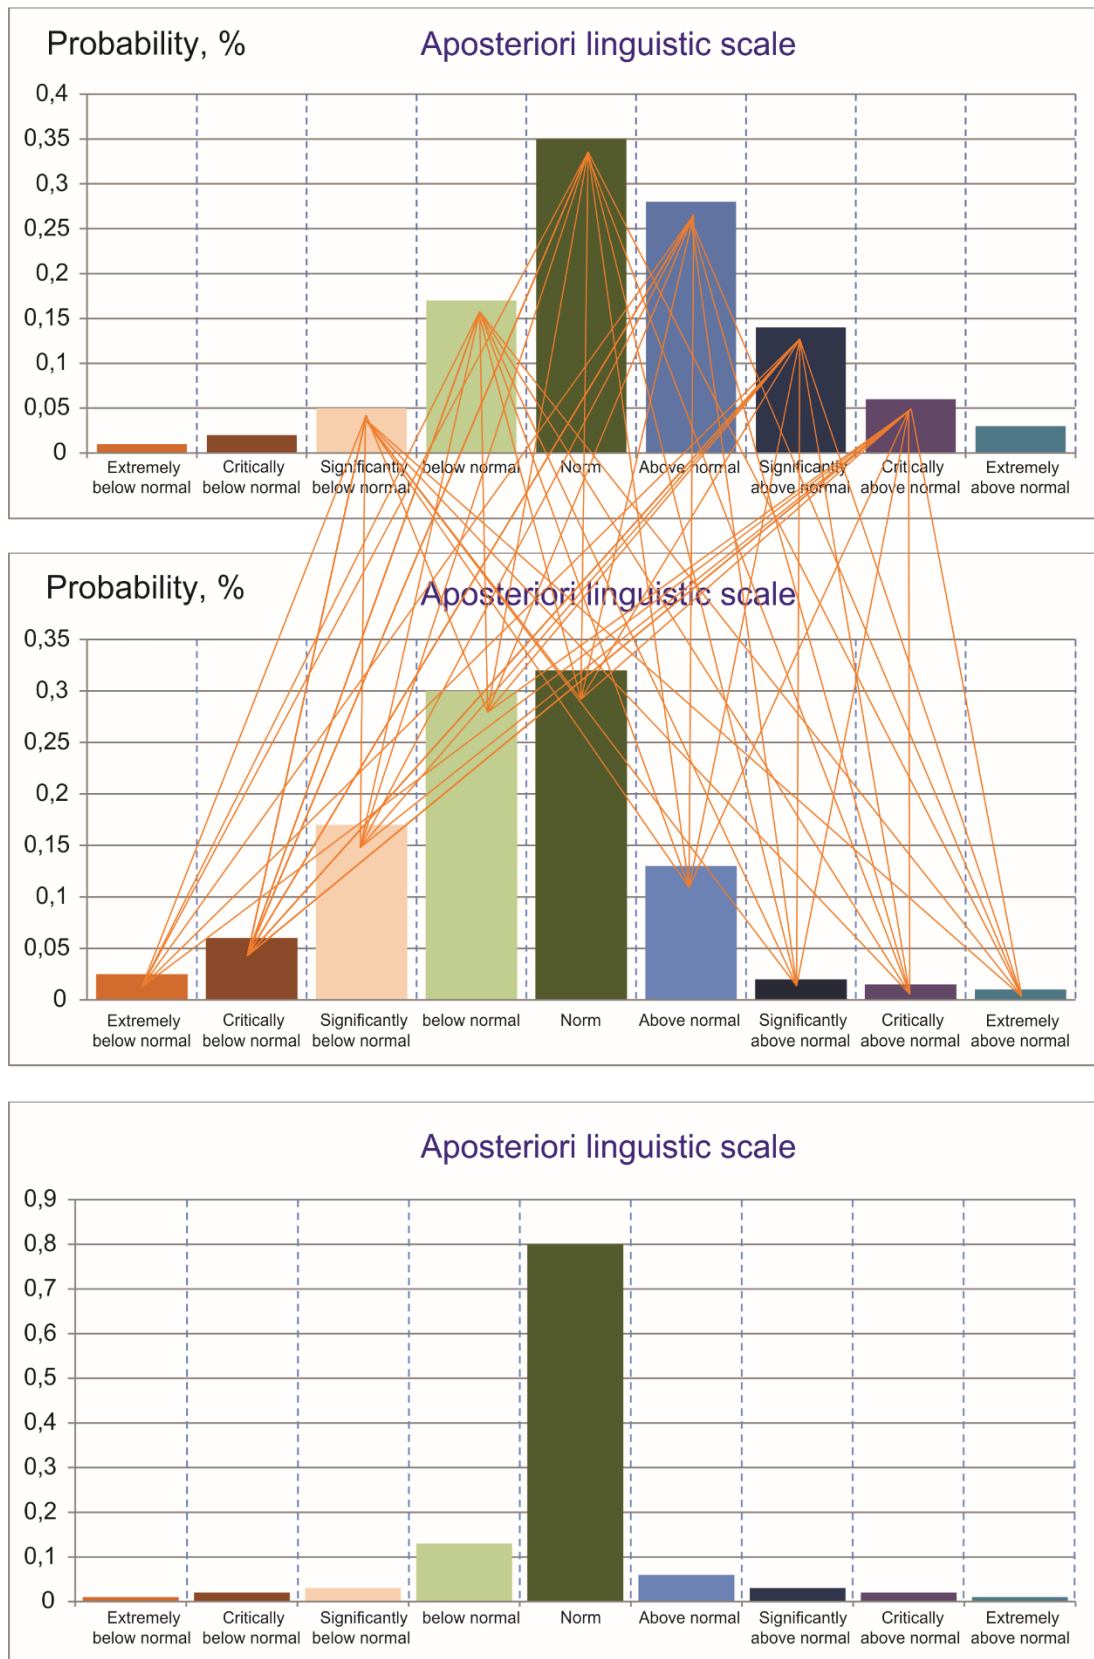 Probability, %
Aposteriori linguistic scale
0,4
0,35
0,3
0,25
0,2
0,15
0,1
0,05
0
Extremely
below normal
Critically
below normal
Significantly
below normal
below normal
Norm
Above normal
Significantly
above normal
Critically
above normal
Extremely
above normal
Probability, %
Aposteriori linguistic scale
0,35
0,3
0,25
0,2
0,15
0,1
0,05
0
Extremely
below normal
Critically
below normal
Significantly
below normal
below normal
Norm
Above normal
Significantly
above normal
Critically
above normal
Extremely
above normal
Aposteriori linguistic scale
0,9
0,8
0,7
0,6
0,5
0,4
0,3
0,2
0,1
0
Extremely
below normal
Critically
below normal
Significantly
below normal
below normal
Norm
Above normal
Significantly
above normal
Critically
above normal
Extremely
above normal